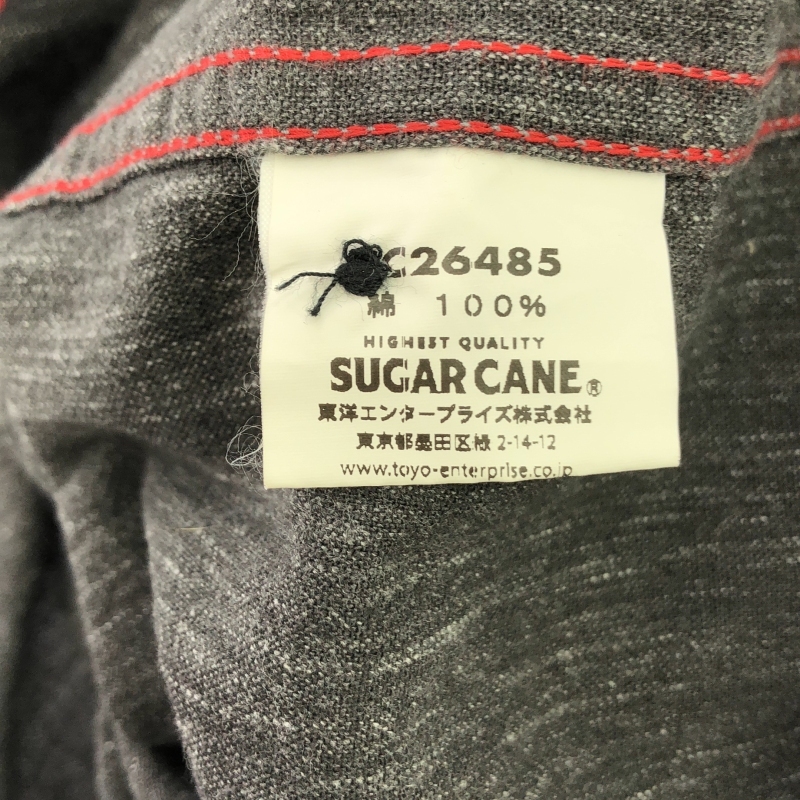 C26485
綿 100%
HIGHEST QUALITY
SUGAR CANE®
東洋エンタープライズ株式会社
東京都墨田区緑 2-14-12
www.toyo-enterprise.co.jp